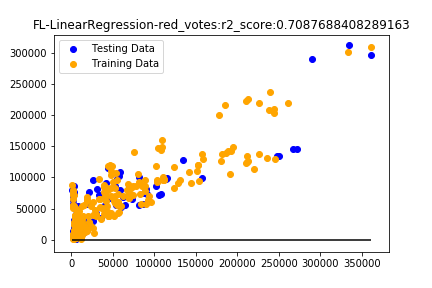 FL-LinearRegression-red_votes:r2_score:0.7087688408289163
Testing Data
Training Data
300000
250000
200000
150000
100000
50000
0
0 50000 100000 150000 200000 250000 300000 350000